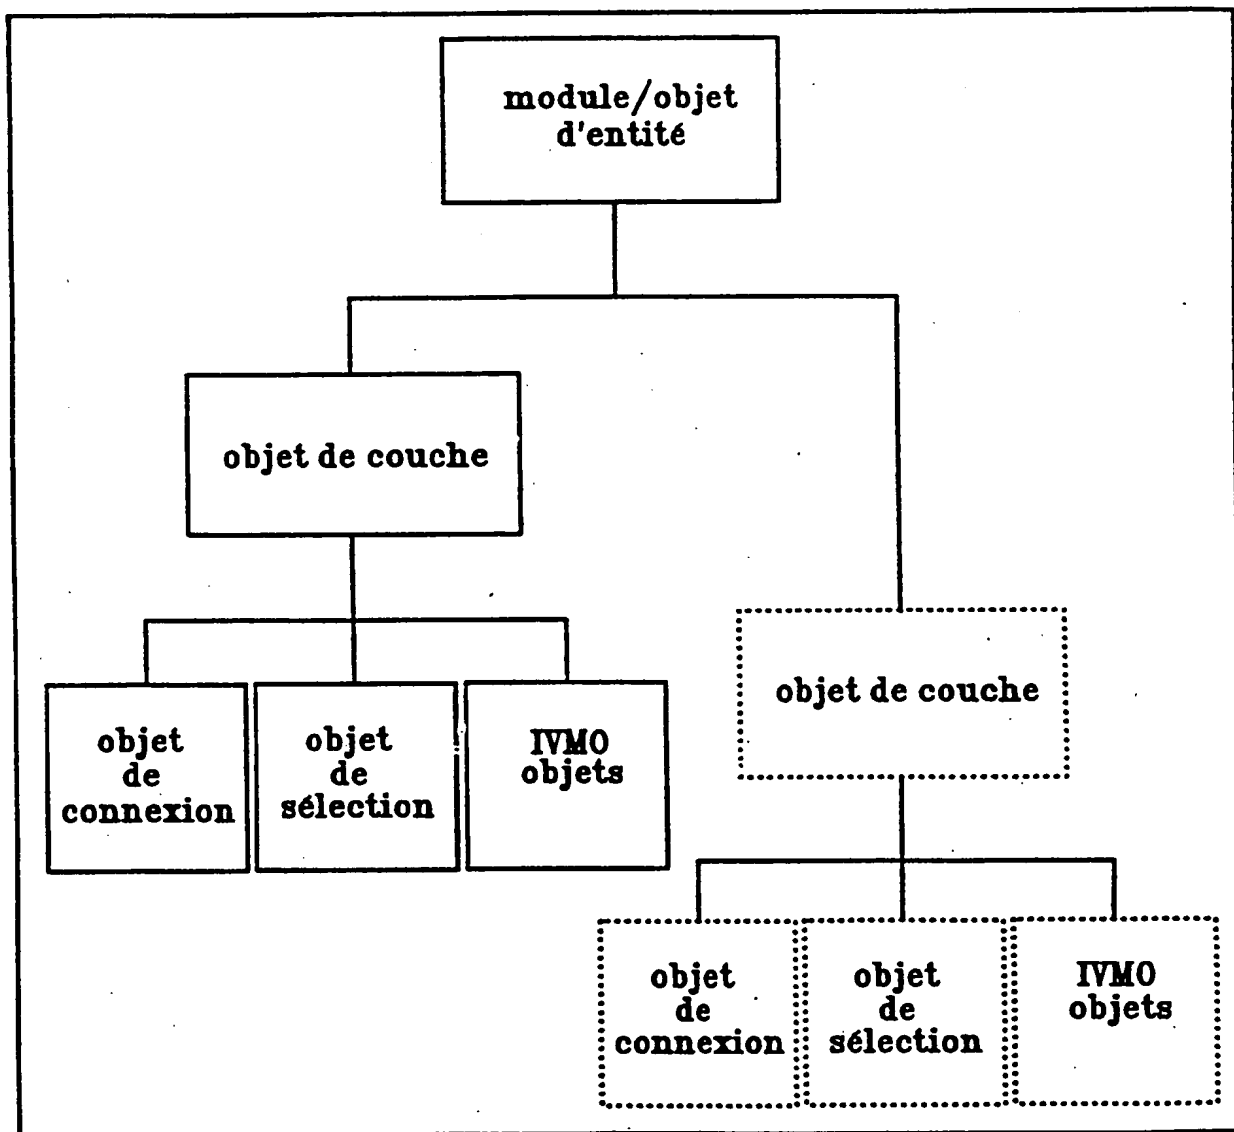 module/objet
d'entité
objet de couche
objet
de
connexion
objet
de
sélection
IVMO
objets
objet de couche
objet
de
connexion
objet
de
sélection
IVMO
objets